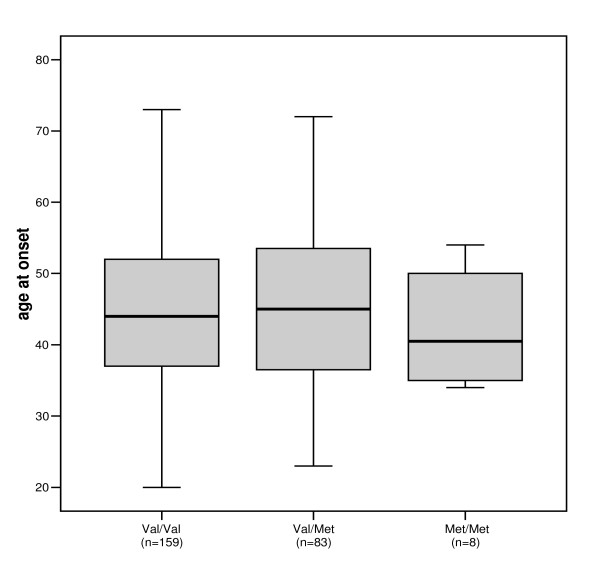 age at onset
80
70
60
50
40
30
20
Val/Val
(n=159)
Val/Met
(n=83)
Met/Met
(n=8)